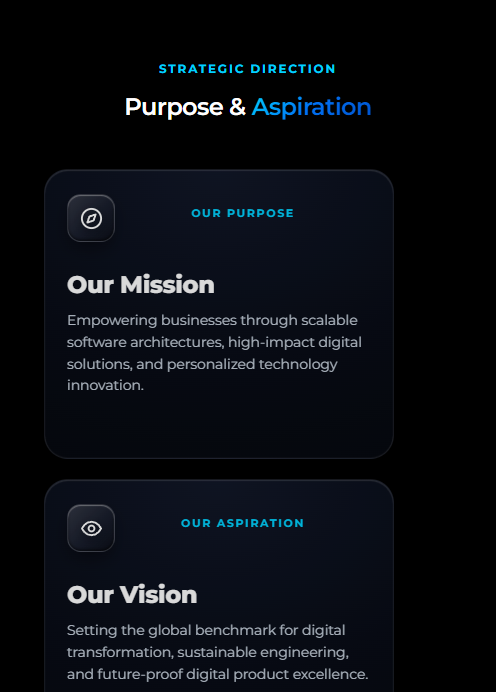 STRATEGIC DIRECTION
Purpose & Aspiration
OUR PURPOSE
Our Mission
Empowering businesses through scalable
software architectures, high-impact digital
solutions, and personalized technology
innovation.
OUR ASPIRATION
Our Vision
Setting the global benchmark for digital
transformation, sustainable engineering,
and future-proof digital product excellence.